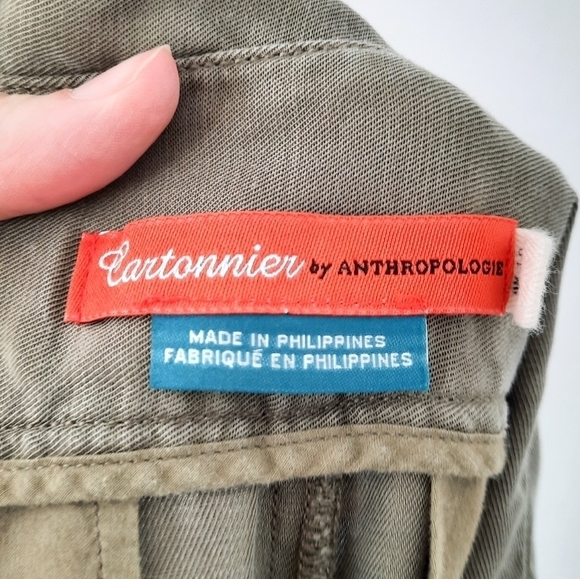 Cartonnier by ANTHROPOLOGIE
MADE IN PHILIPPINES
FABRIQUÉ EN PHILIPPINES